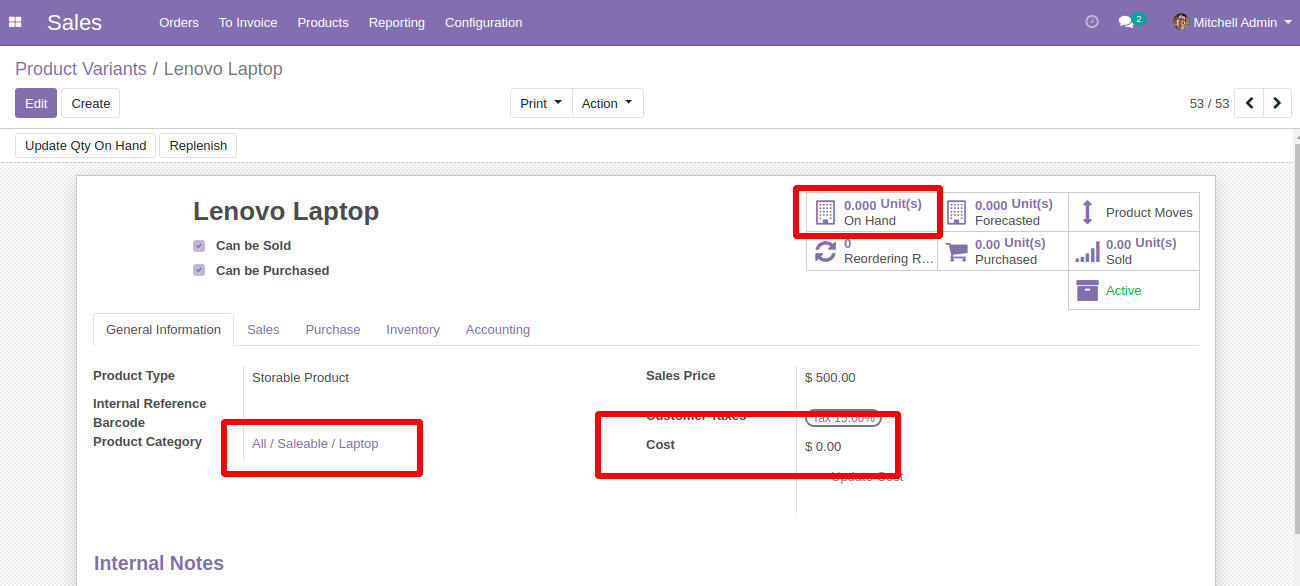 Sales Orders To Invoice Products Reporting Configuration 2 Mitchell Admin
Product Variants / Lenovo Laptop
Edit Create Print Action 53 / 53
Update Qty On Hand Replenish
Lenovo Laptop
Can be Sold
Can be Purchased
0.000 Unit(s)
On Hand
0.000 Unit(s)
Forecasted
Product Moves
0
Reordering R...
0.00 Unit(s)
Purchased
0.00 Unit(s)
Sold
Active
General Information Sales Purchase Inventory Accounting
Product Type Storable Product
Internal Reference
Barcode
Product Category All / Saleable / Laptop
Sales Price $ 500.00
Customer Taxes Tax 15.00%
Cost $ 0.00
Update Cost
Internal Notes